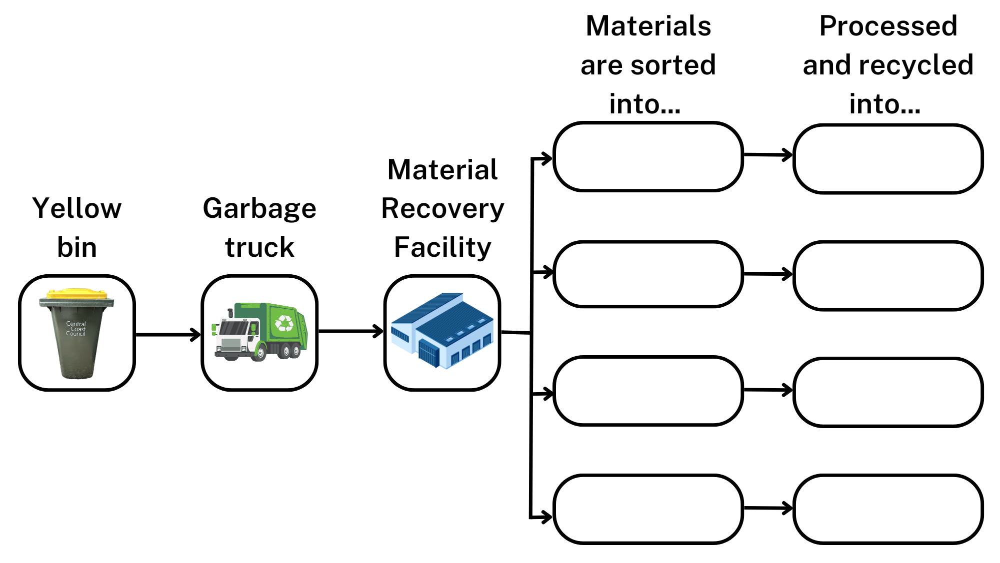 Materials
are sorted
into...
Processed
and recycled
into...
Yellow
bin
Garbage
truck
Material
Recovery
Facility
Central
Coast
Council